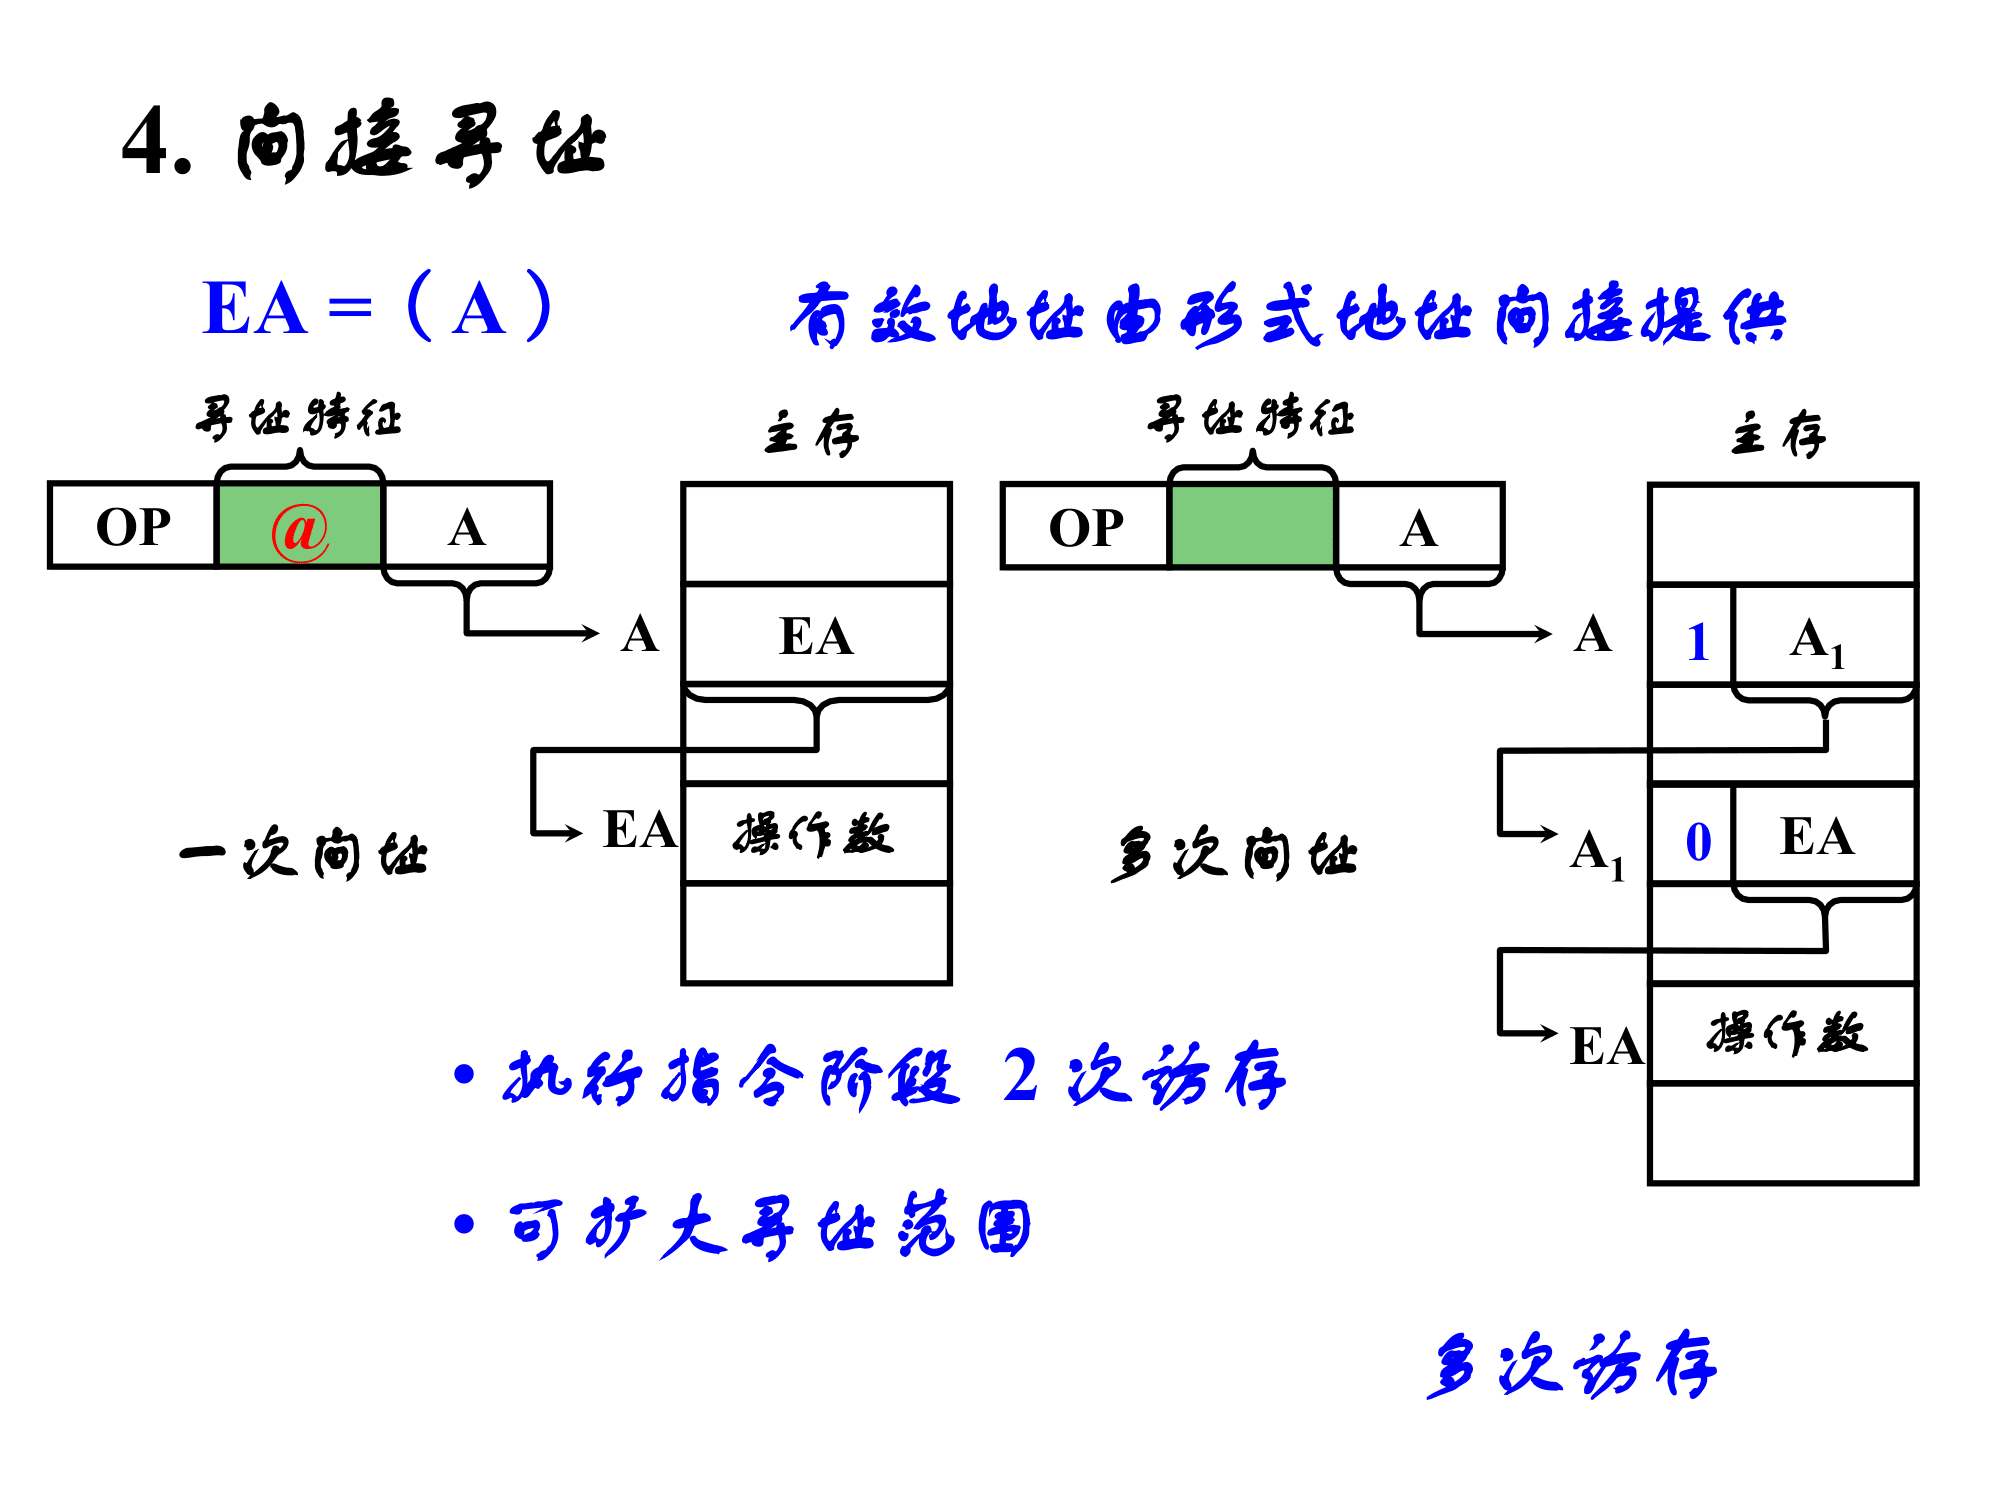 4. 间接寻址
EA = ( A )
有效地址由形式地址间接提供
寻址特征
主存
OP @ A
A EA
EA 操作数
一次间址
寻址特征
主存
OP A
A 1 A₁
A₁ 0 EA
EA 操作数
多次间址
• 执行指令阶段 2 次访存
• 可扩大寻址范围
多次访存